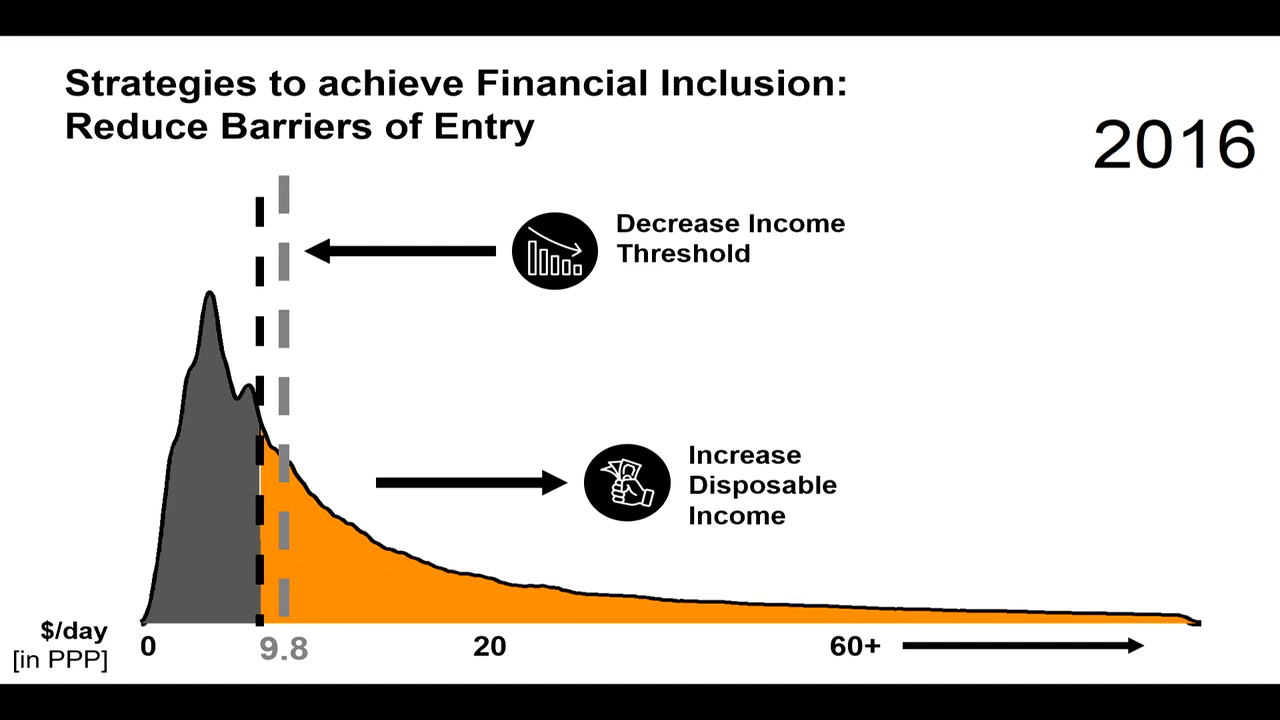 Strategies to achieve Financial Inclusion:
Reduce Barriers of Entry
2016
Decrease Income
Threshold
Increase
Disposable
Income
$/day
[in PPP]
0
9.8
20
60+